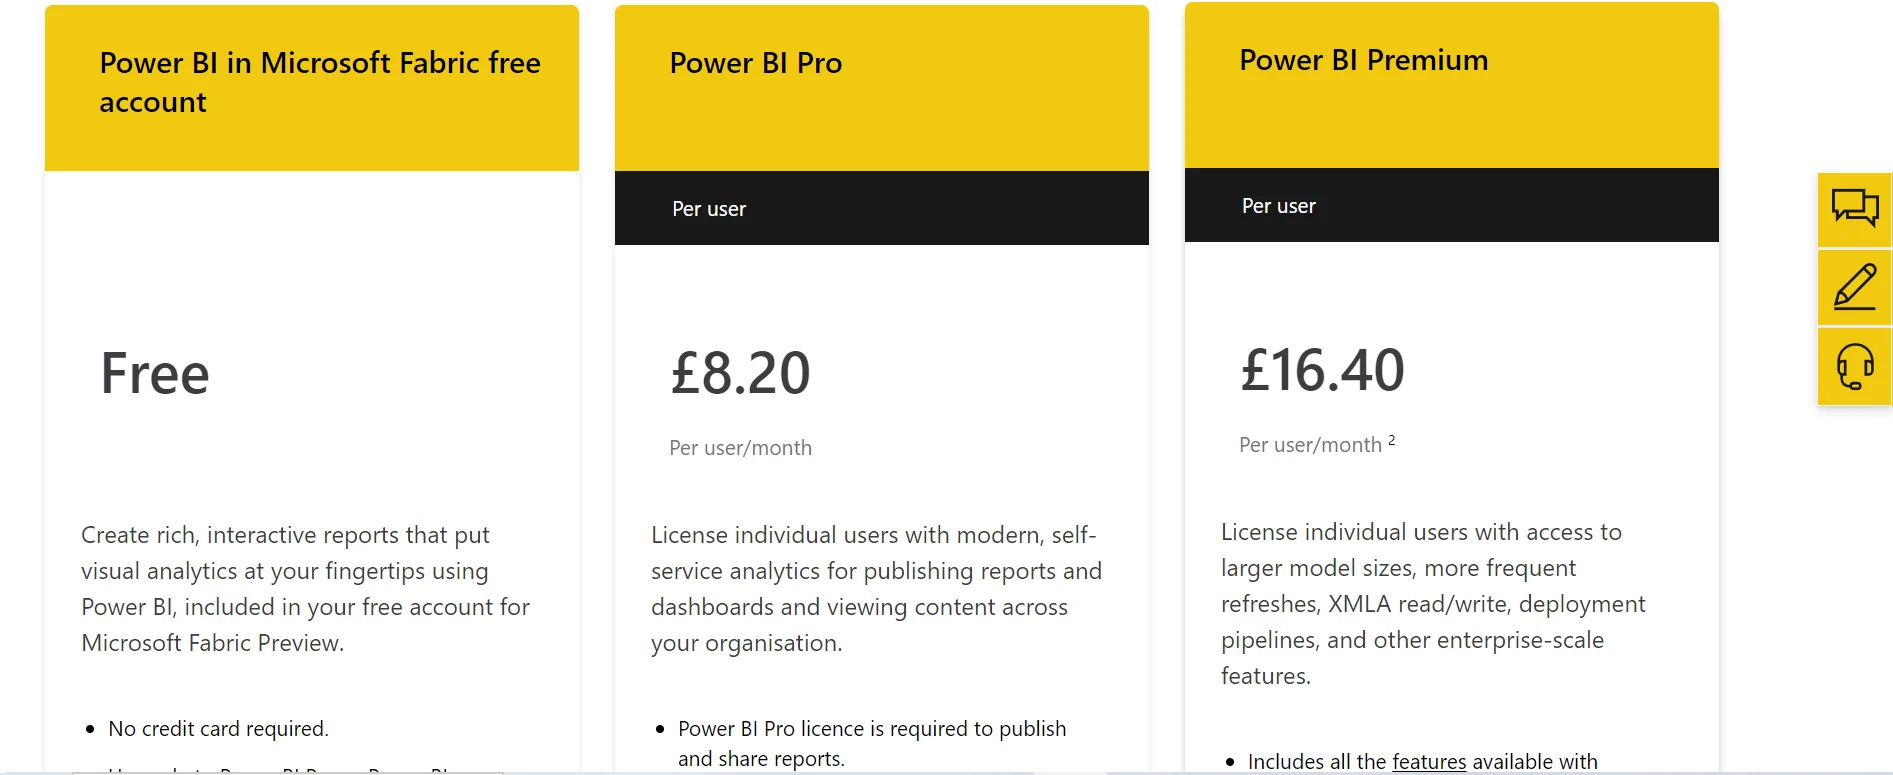 Power BI in Microsoft Fabric free
account
Free
Create rich, interactive reports that put
visual analytics at your fingertips using
Power BI, included in your free account for
Microsoft Fabric Preview.
• No credit card required.
Power BI Pro
Per user
£8.20
Per user/month
License individual users with modern, self-
service analytics for publishing reports and
dashboards and viewing content across
your organisation.
• Power BI Pro licence is required to publish
and share reports.
Power BI Premium
Per user
£16.40
Per user/month ²
License individual users with access to
larger model sizes, more frequent
refreshes, XMLA read/write, deployment
pipelines, and other enterprise-scale
features.
• Includes all the features available with